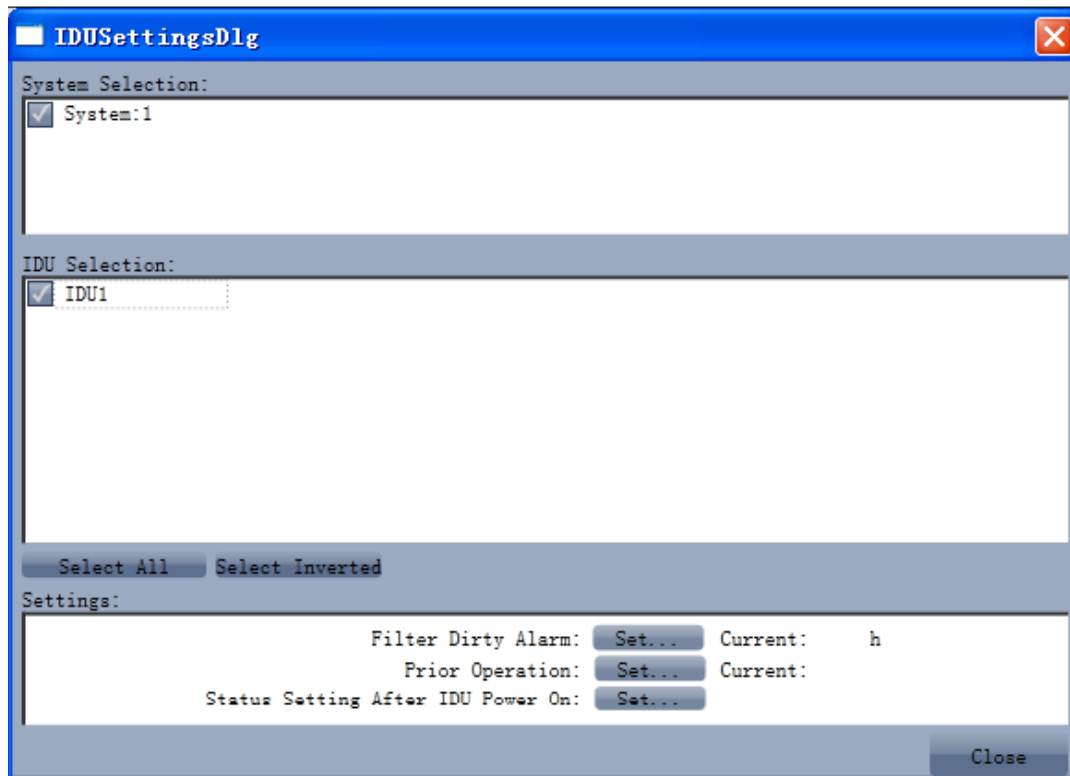 IDUSettingsDlg
System Selection:
System:1
IDU Selection:
IDU1
Select All Select Inverted
Settings:
Filter Dirty Alarm: Set... Current: h
Prior Operation: Set... Current:
Status Setting After IDU Power On: Set...
Close